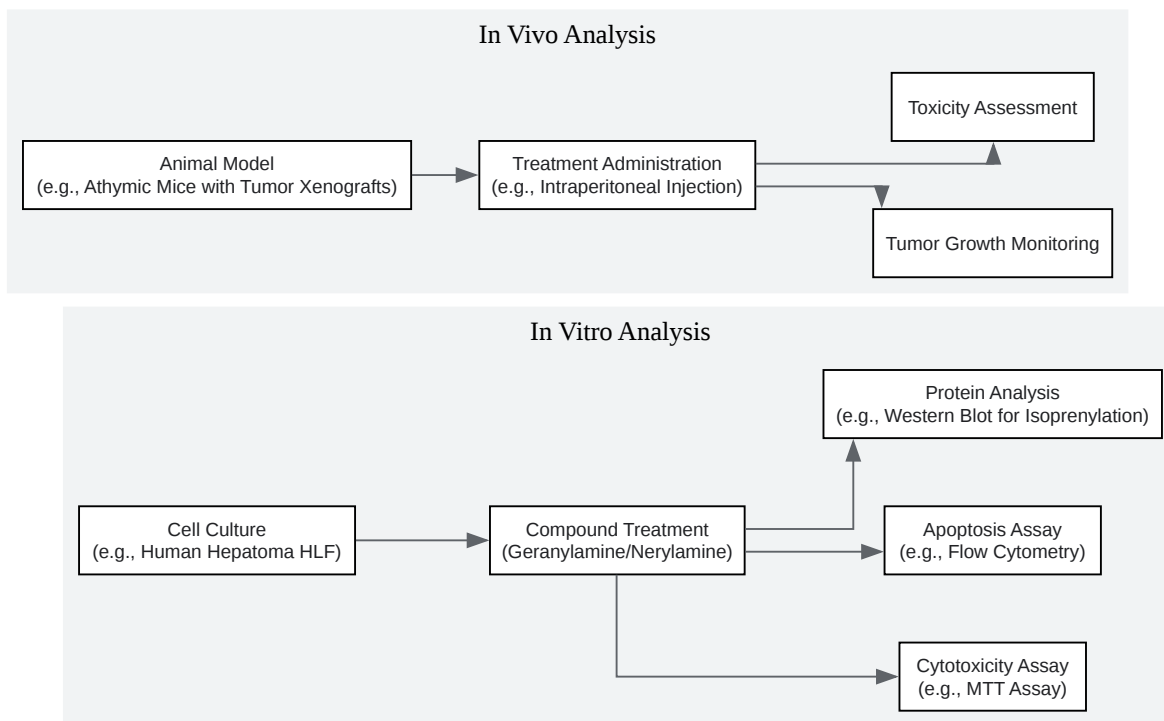 In Vivo Analysis
Toxicity Assessment
Animal Model
(e.g., Athymic Mice with Tumor Xenografts)
Treatment Administration
(e.g., Intraperitoneal Injection)
Tumor Growth Monitoring
In Vitro Analysis
Protein Analysis
(e.g., Western Blot for Isoprenylation)
Cell Culture
(e.g., Human Hepatoma HLF)
Compound Treatment
(Geranylamine/Nerylamine)
Apoptosis Assay
(e.g., Flow Cytometry)
Cytotoxicity Assay
(e.g., MTT Assay)